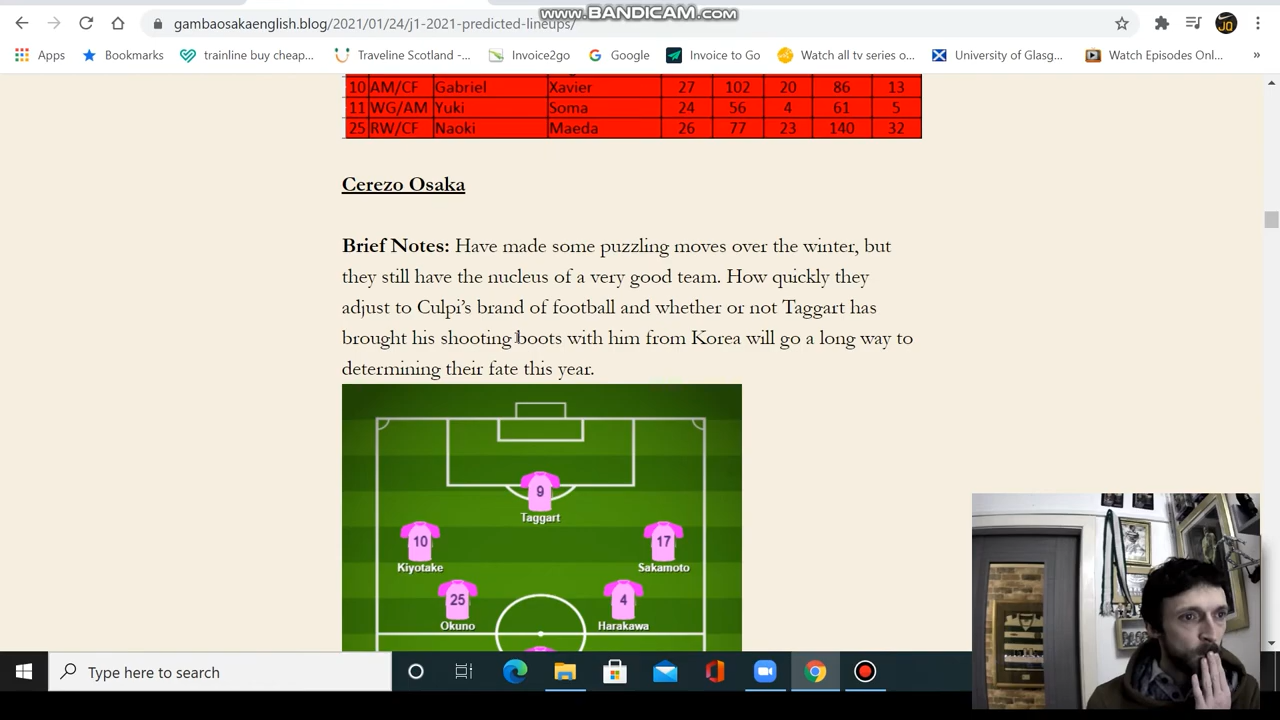 www.BANDICAM.com
gambaosakaenglish.blog/2021/01/24/j1-2021-predicted-lineups/
Apps Bookmarks trainline buy cheap... Traveline Scotland -... Invoice2go Google Invoice to Go Watch all tv series o... University of Glasg... Watch Episodes Onl... »
10 AM/CF Gabriel Xavier 27 102 20 86 13
11 WG/AM Yuki Soma 24 56 4 61 5
25 RW/CF Naoki Maeda 26 77 23 140 32
Cerezo Osaka
Brief Notes: Have made some puzzling moves over the winter, but
they still have the nucleus of a very good team. How quickly they
adjust to Culpi's brand of football and whether or not Taggart has
brought his shooting boots with him from Korea will go a long way to
determining their fate this year.
9
Taggart
10 17
Kiyotake Sakamoto
25 4
Okuno Harakawa
Type here to search